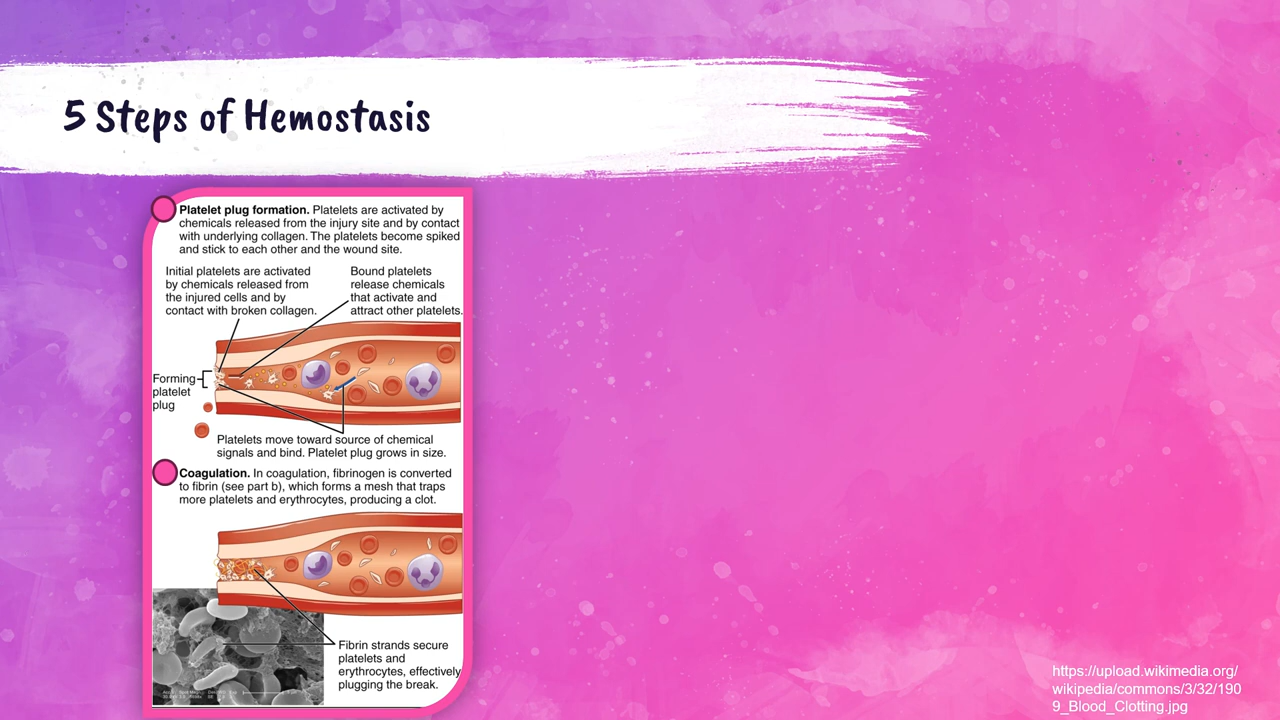 5 Steps of Hemostasis
Platelet plug formation. Platelets are activated by
chemicals released from the injury site and by contact
with underlying collagen. The platelets become spiked
and stick to each other and the wound site.
Initial platelets are activated
by chemicals released from
the injured cells and by
contact with broken collagen.
Bound platelets
release chemicals
that activate and
attract other platelets.
Forming
platelet
plug
Platelets move toward source of chemical
signals and bind. Platelet plug grows in size.
Coagulation. In coagulation, fibrinogen is converted
to fibrin (see part b), which forms a mesh that traps
more platelets and erythrocytes, producing a clot.
Fibrin strands secure
platelets and
erythrocytes, effectively
plugging the break.
https://upload.wikimedia.org/
wikipedia/commons/3/32/190
9_Blood_Clotting.jpg